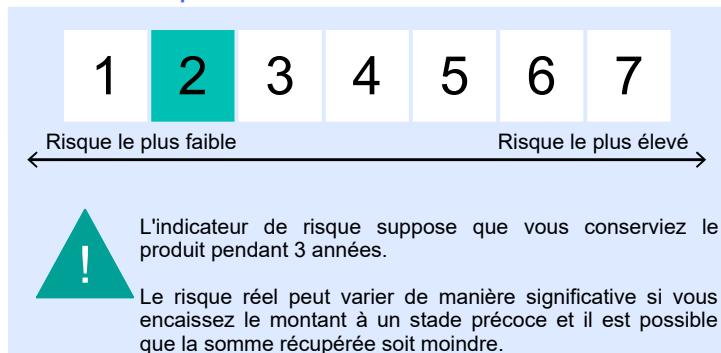 1 2 3 4 5 6 7
Risque le plus faible Risque le plus élevé
!
L'indicateur de risque suppose que vous conserviez le
produit pendant 3 années.
Le risque réel peut varier de manière significative si vous
encaissez le montant à un stade précoce et il est possible
que la somme récupérée soit moindre.